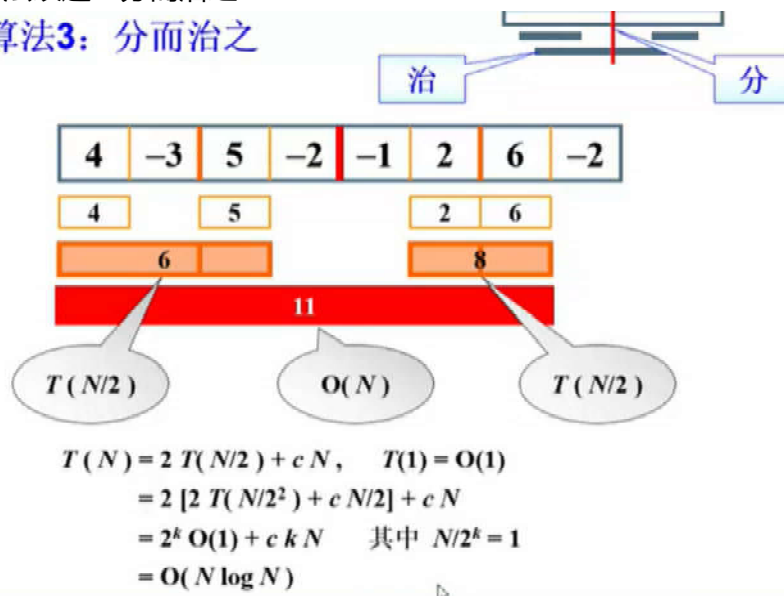 算法3：分而治之
治 分
4 –3 5 –2 –1 2 6 –2
4 5 2 6
6 8
11
T ( N/2 ) O( N ) T ( N/2 )
T ( N ) = 2 T( N/2 ) + c N , T(1) = O(1)
= 2 [2 T( N/2² ) + c N/2] + c N
= 2ᵏ O(1) + c k N 其中 N/2ᵏ = 1
= O( N log N )